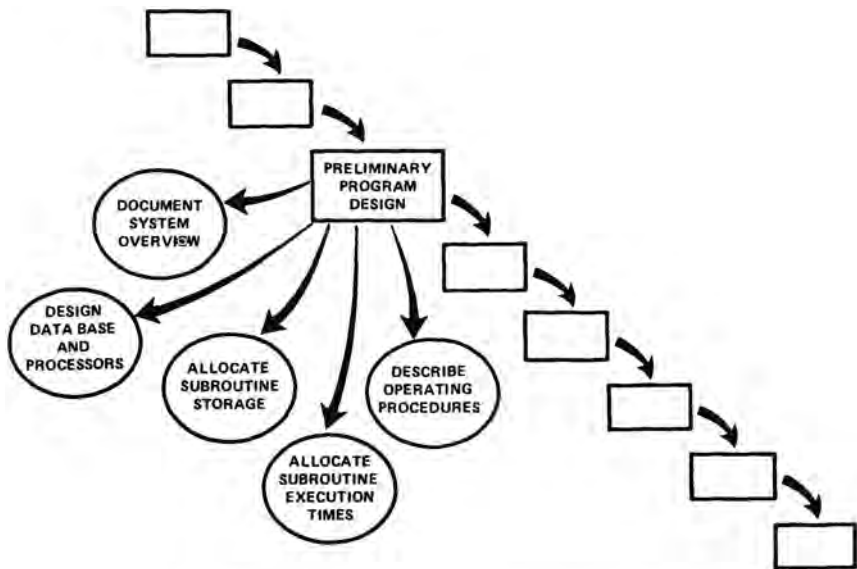 PRELIMINARY
PROGRAM
DESIGN
DOCUMENT
SYSTEM
OVERVIEW
DESIGN
DATA BASE
AND
PROCESSORS
ALLOCATE
SUBROUTINE
STORAGE
DESCRIBE
OPERATING
PROCEDURES
ALLOCATE
SUBROUTINE
EXECUTION
TIMES